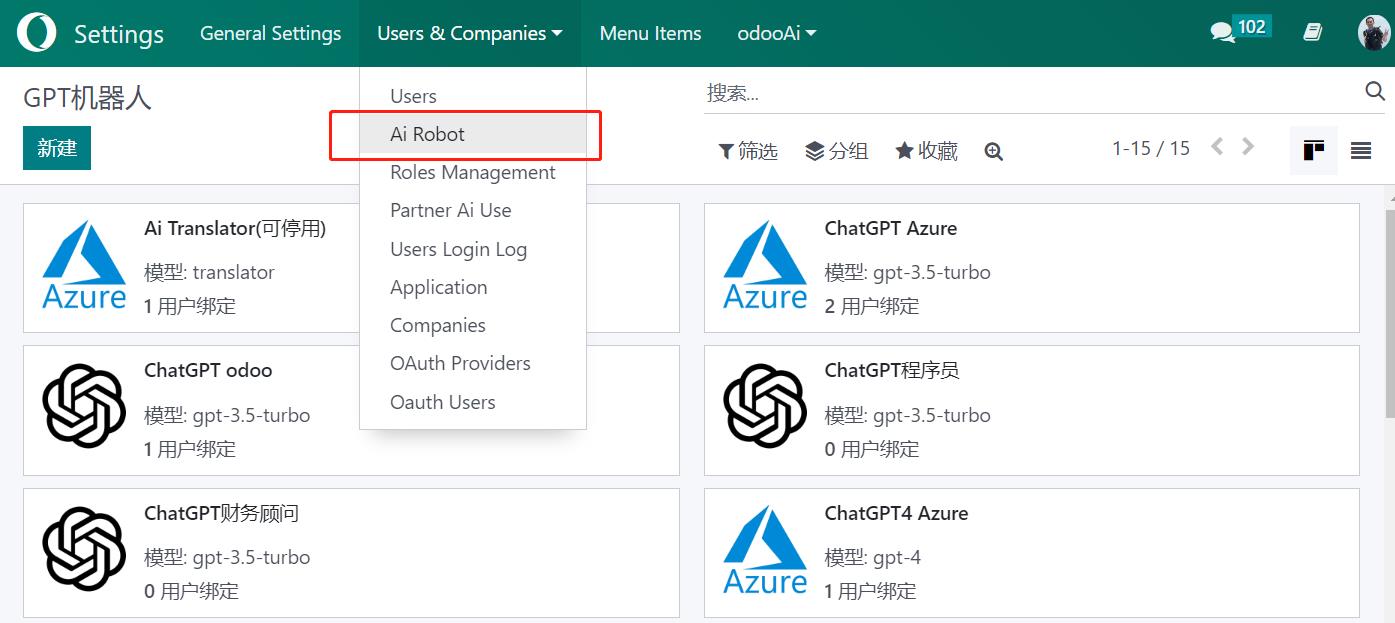 Settings
General Settings
Users & Companies
Menu Items
odooAi
102
GPT机器人
搜索...
新建
筛选
分组
收藏
1-15 / 15
Users
Ai Robot
Roles Management
Partner Ai Use
Users Login Log
Application
Companies
OAuth Providers
Oauth Users
Azure
Ai Translator(可停用)
模型: translator
1 用户绑定
Azure
ChatGPT Azure
模型: gpt-3.5-turbo
2 用户绑定
ChatGPT odoo
模型: gpt-3.5-turbo
1 用户绑定
ChatGPT程序员
模型: gpt-3.5-turbo
0 用户绑定
ChatGPT财务顾问
模型: gpt-3.5-turbo
0 用户绑定
Azure
ChatGPT4 Azure
模型: gpt-4
1 用户绑定